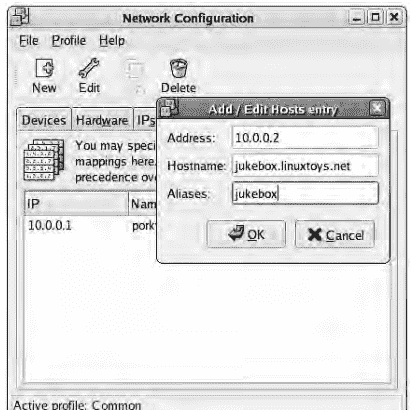 Network Configuration
File Profile Help
New Edit Delete
Devices Hardware IPs
You may speci
mappings here.
precedence ov
IP Nam
10.0.0.1 pork
Add / Edit Hosts entry
Address: 10.0.0.2
Hostname: jukebox.linuxtoys.net
Aliases: jukebox
OK Cancel
Active profile: Common